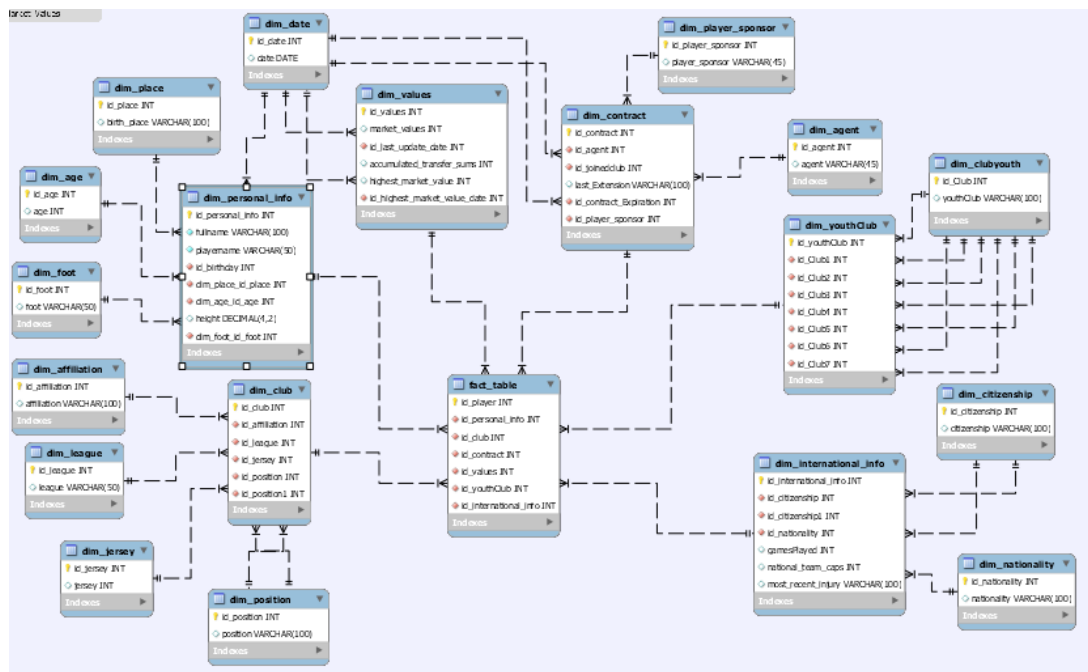 Market Values
dim_date
id_date INT
date DATE
Indexes
dim_player_sponsor
id_player_sponsor INT
player_sponsor VARCHAR(45)
Indexes
dim_place
id_place INT
birth_place VARCHAR(100)
Indexes
dim_values
id_values INT
market_values INT
id_last_update_date INT
accumulated_transfer_sums INT
highest_market_value INT
id_highest_market_value_date INT
Indexes
dim_contract
id_contract INT
id_agent INT
id_joinedclub INT
last_Extension VARCHAR(100)
id_contract_Expiration INT
id_player_sponsor INT
Indexes
dim_agent
id_agent INT
agent VARCHAR(45)
Indexes
dim_clubyouth
id_Club INT
youthClub VARCHAR(100)
Indexes
dim_age
id_age INT
age INT
Indexes
dim_personal_info
id_personal_info INT
fullname VARCHAR(100)
playername VARCHAR(50)
id_birthday INT
dim_place_id_place INT
dim_age_id_age INT
height DECIMAL(4,2)
dim_foot_id_foot INT
Indexes
dim_youthClub
id_youthClub INT
id_Club1 INT
id_Club2 INT
id_Club3 INT
id_Club4 INT
id_Club5 INT
id_Club6 INT
id_Club7 INT
Indexes
dim_foot
id_foot INT
foot VARCHAR(50)
Indexes
dim_affiliation
id_affiliation INT
affiliation VARCHAR(100)
Indexes
dim_club
id_club INT
id_affiliation INT
id_league INT
id_jersey INT
id_position INT
id_position1 INT
Indexes
fact_table
id_player INT
id_personal_info INT
id_club INT
id_contract INT
id_values INT
id_youthClub INT
id_international_info INT
Indexes
dim_citizenship
id_citizenship INT
citizenship VARCHAR(100)
Indexes
dim_league
id_league INT
league VARCHAR(50)
Indexes
dim_international_info
id_international_info INT
id_citizenship INT
id_citizenship1 INT
id_nationality INT
gamesPlayed INT
national_team_caps INT
most_recent_injury VARCHAR(100)
Indexes
dim_jersey
id_jersey INT
jersey INT
Indexes
dim_position
id_position INT
position VARCHAR(100)
Indexes
dim_nationality
id_nationality INT
nationality VARCHAR(100)
Indexes